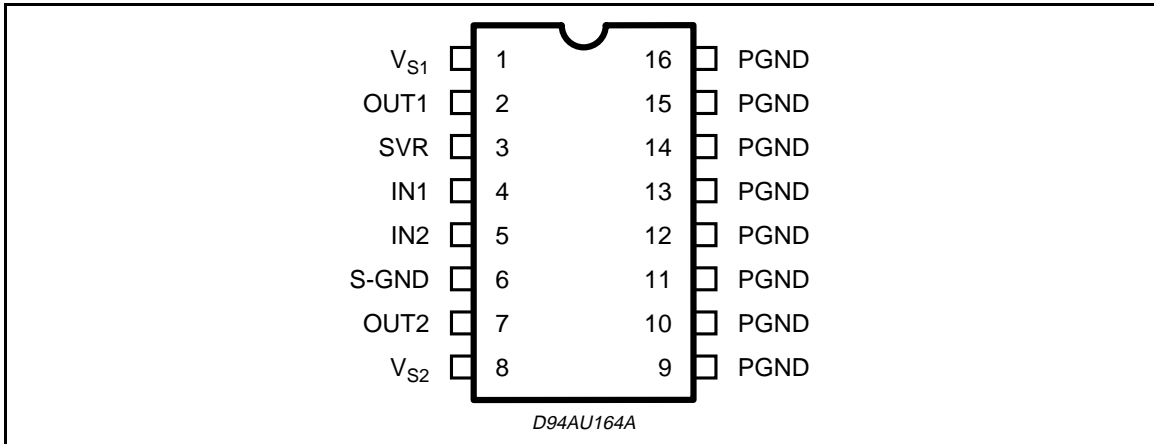 V_S1 1 16 PGND
OUT1 2 15 PGND
SVR 3 14 PGND
IN1 4 13 PGND
IN2 5 12 PGND
S-GND 6 11 PGND
OUT2 7 10 PGND
V_S2 8 9 PGND
D94AU164A